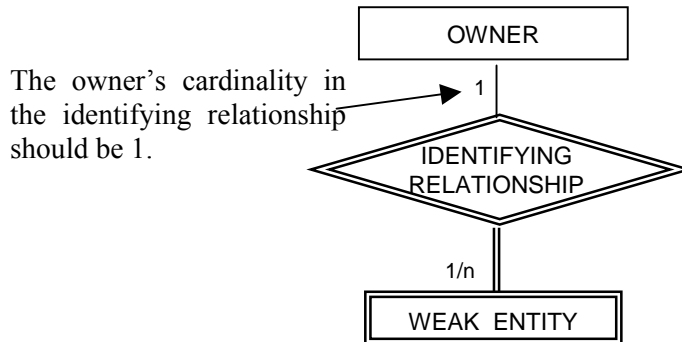 OWNER
The owner's cardinality in
the identifying relationship
should be 1.
1
IDENTIFYING
RELATIONSHIP
1/n
WEAK ENTITY